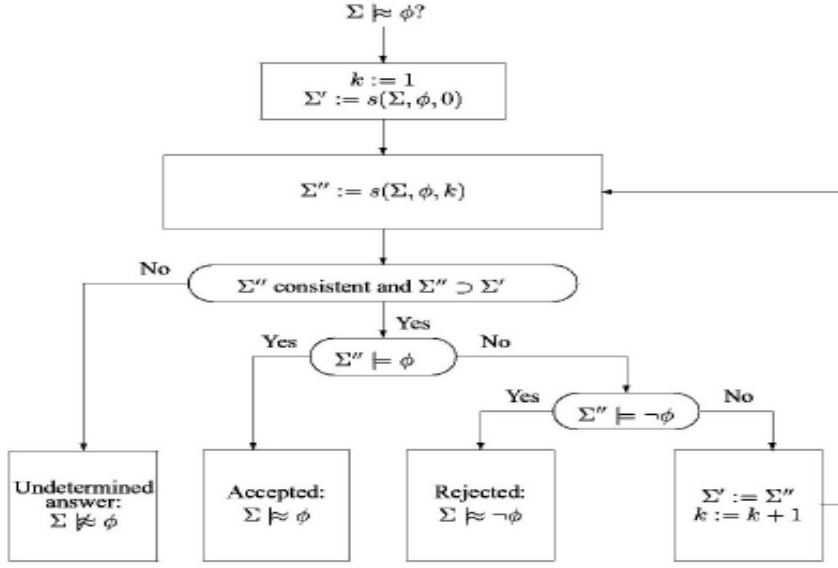 Σ |≈ ϕ?
k := 1
Σ′ := s(Σ, ϕ, 0)
Σ″ := s(Σ, ϕ, k)
No
Σ″ consistent and Σ″ ⊃ Σ′
Yes
Yes
Σ″ ⊨ ϕ
No
Yes
Σ″ ⊨ ¬ϕ
No
Undetermined
answer:
Σ |≉ ϕ
Accepted:
Σ |≈ ϕ
Rejected:
Σ |≈ ¬ϕ
Σ′ := Σ″
k := k + 1